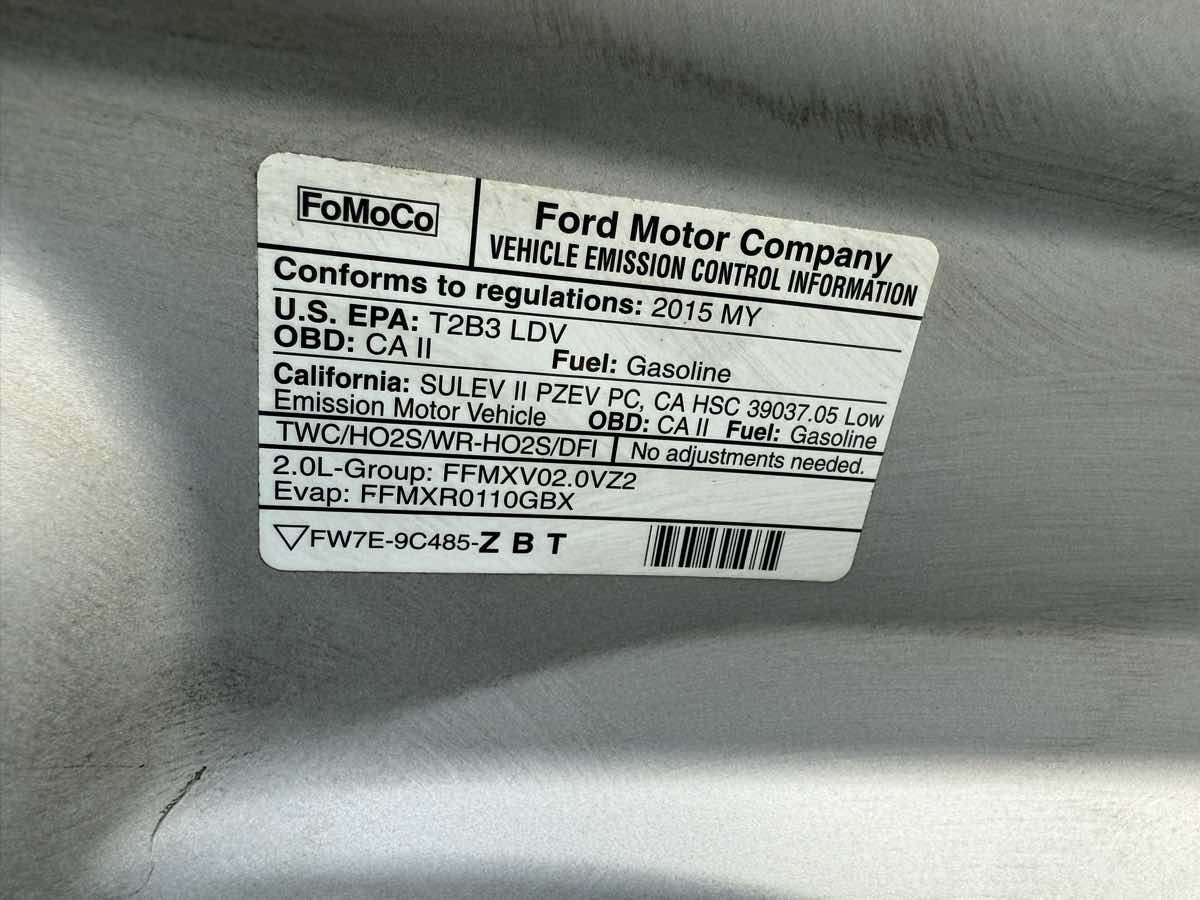 FoMoCo
Ford Motor Company
VEHICLE EMISSION CONTROL INFORMATION
Conforms to regulations: 2015 MY
U.S. EPA: T2B3 LDV
OBD: CA II Fuel: Gasoline
California: SULEV II PZEV PC, CA HSC 39037.05 Low
Emission Motor Vehicle OBD: CA II Fuel: Gasoline
TWC/HO2S/WR-HO2S/DFI No adjustments needed.
2.0L-Group: FFMXV02.0VZ2
Evap: FFMXR0110GBX
FW7E-9C485-Z B T